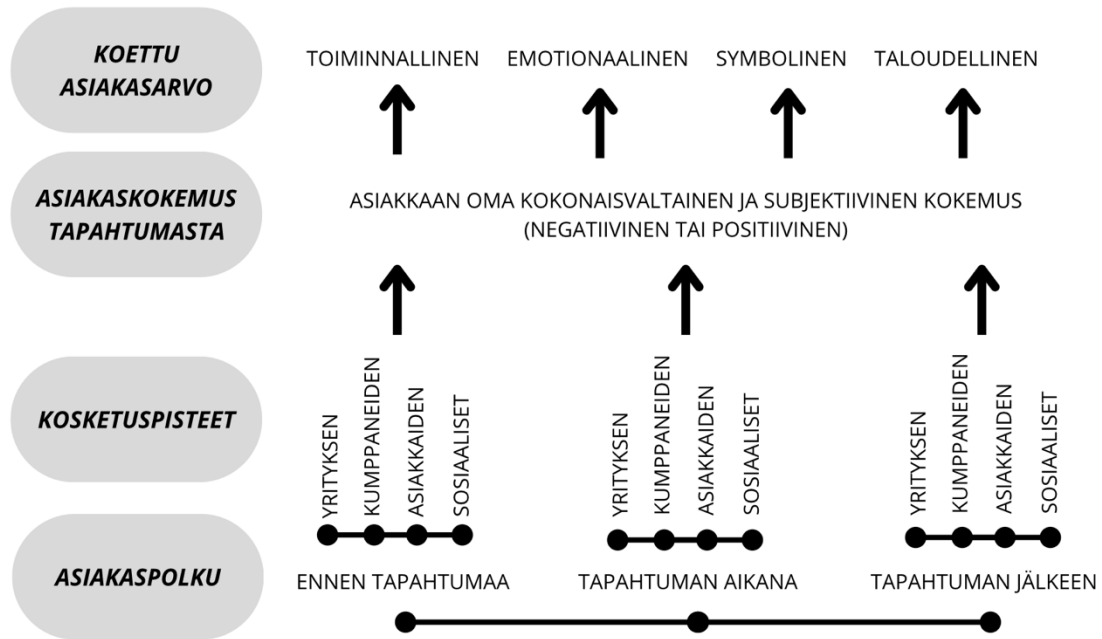 KOETTU
ASIAKASARVO
TOIMINNALLINEN
EMOTIONAALINEN
SYMBOLINEN
TALOUDELLINEN
ASIAKASKOKEMUS
TAPAHTUMASTA
ASIAKKAAN OMA KOKONAISVALTAINEN JA SUBJEKTIIVINEN KOKEMUS
(NEGATIIVINEN TAI POSITIIVINEN)
KOSKETUSPISTEET
YRITYKSEN
KUMPPANEIDEN
ASIAKKAIDEN
SOSIAALISET
YRITYKSEN
KUMPPANEIDEN
ASIAKKAIDEN
SOSIAALISET
YRITYKSEN
KUMPPANEIDEN
ASIAKKAIDEN
SOSIAALISET
ASIAKASPOLKU
ENNEN TAPAHTUMAA
TAPAHTUMAN AIKANA
TAPAHTUMAN JÄLKEEN